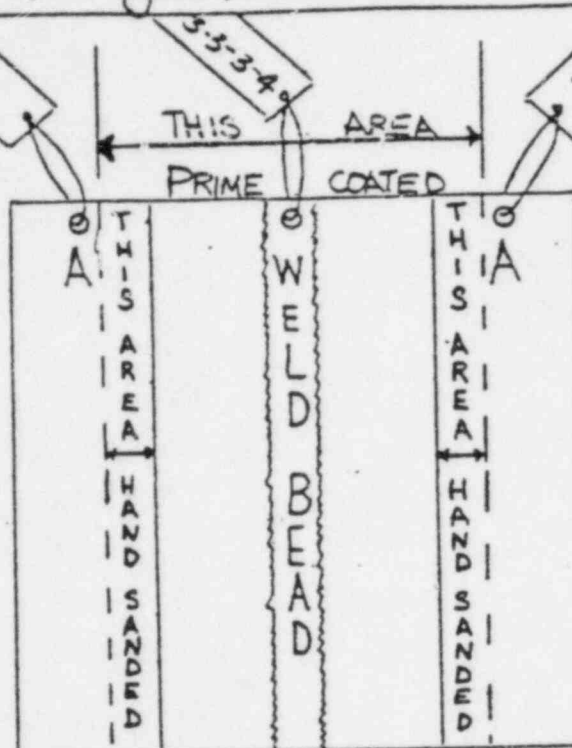 3-3-3-4
THIS AREA
PRIME COATED
A
THIS AREA HAND SANDED
WELD BEAD
THIS AREA HAND SANDED
A